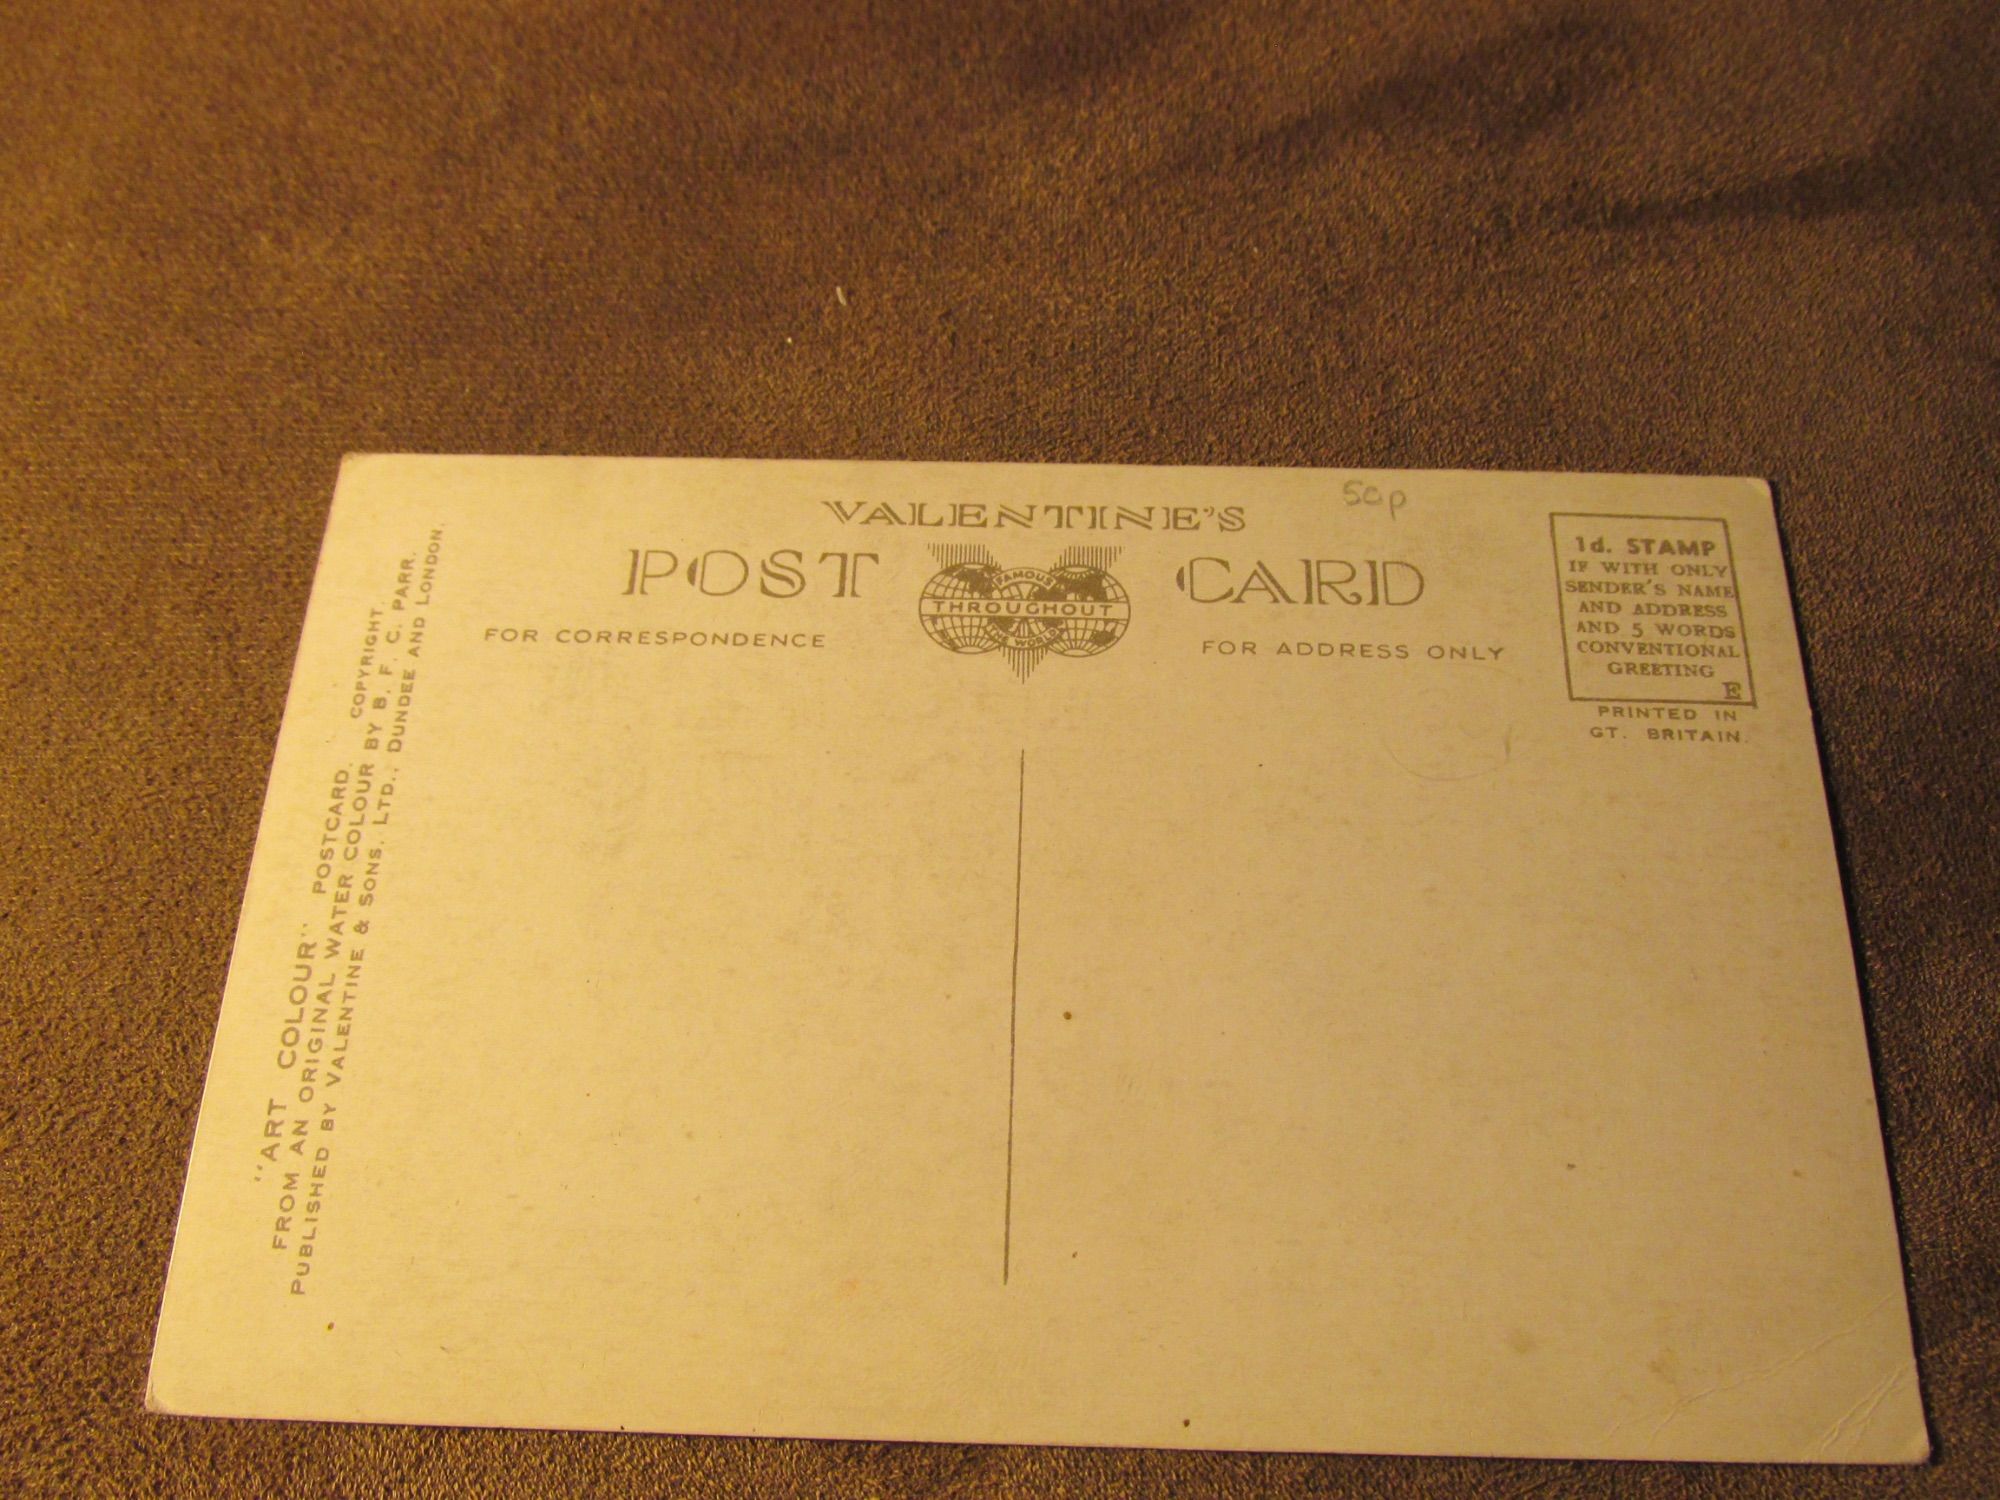 VALENTINE'S
50p
POST CARD
FAMOUS
THROUGHOUT
THE WORLD
FOR CORRESPONDENCE
FOR ADDRESS ONLY
1d. STAMP
IF WITH ONLY
SENDER'S NAME
AND ADDRESS
AND 5 WORDS
CONVENTIONAL
GREETING
E
PRINTED IN
GT. BRITAIN.
"ART COLOUR" POSTCARD. COPYRIGHT.
FROM AN ORIGINAL WATER COLOUR BY B. F. C. PARR.
PUBLISHED BY VALENTINE & SONS, LTD., DUNDEE AND LONDON.